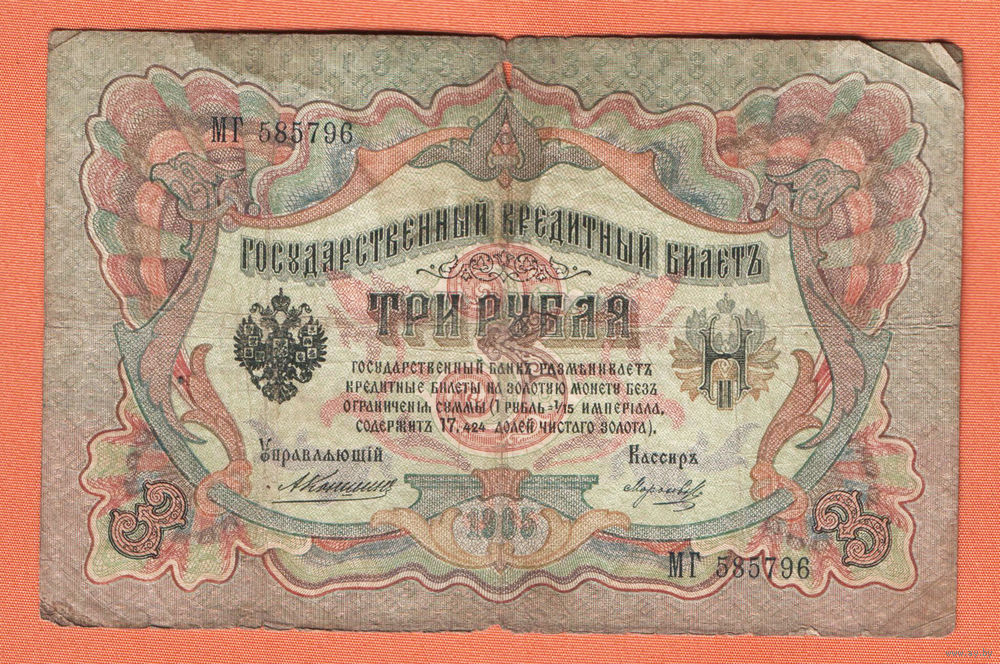 МГ 585796
ГОСУДАРСТВЕННЫЙ КРЕДИТНЫЙ БИЛЕТЪ
ТРИ РУБЛЯ
3
ГОСУДАРСТВЕННЫЙ БАНКЪ РАЗМѢНИВАЕТЪ
КРЕДИТНЫЕ БИЛЕТЫ НА ЗОЛОТУЮ МОНЕТУ БЕЗЪ
ОГРАНИЧЕНІЯ СУММЫ (1 РУБЛЬ = 1/15 ИМПЕРІАЛА,
СОДЕРЖИТЪ 17,424 ДОЛЕЙ ЧИСТАГО ЗОЛОТА).
Управляющій Кассиръ
3 1905 3
МГ 585796